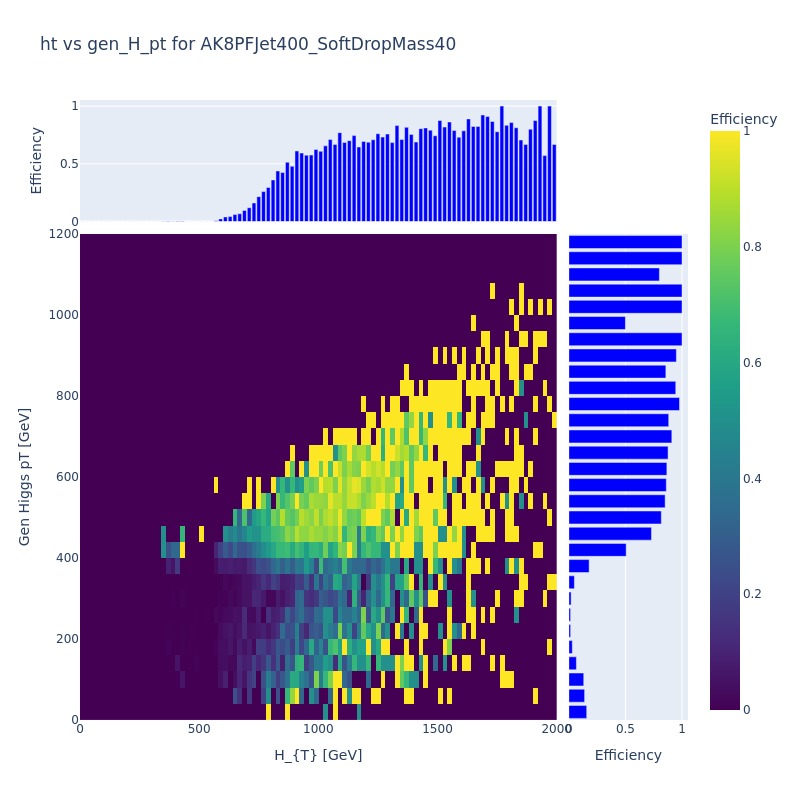 ht vs gen_H_pt for AK8PFJet400_SoftDropMass40
Efficiency
1
0.5
0
Efficiency
1
0.8
0.6
0.4
0.2
0
Gen Higgs pT [GeV]
1200
1000
800
600
400
200
0
0 500 1000 1500 2000
H_{T} [GeV]
0 0.5 1
Efficiency